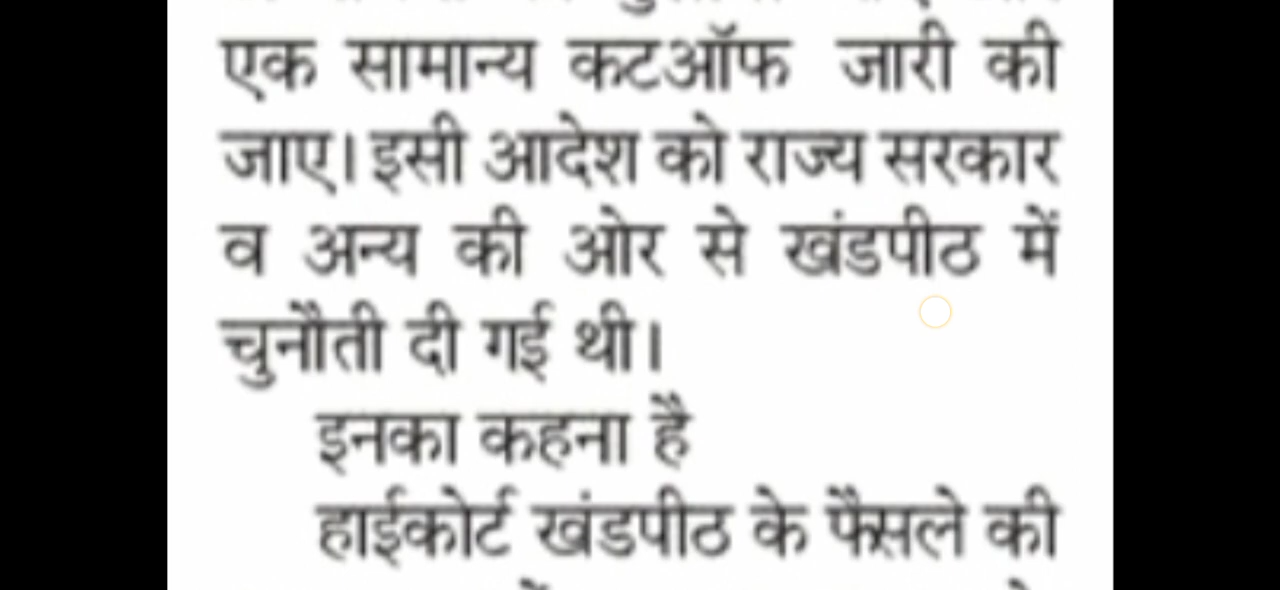 एक सामान्य कटऑफ जारी की
जाए। इसी आदेश को राज्य सरकार
व अन्य की ओर से खंडपीठ में
चुनौती दी गई थी।
इनका कहना है
हाईकोर्ट खंडपीठ के फैसले की